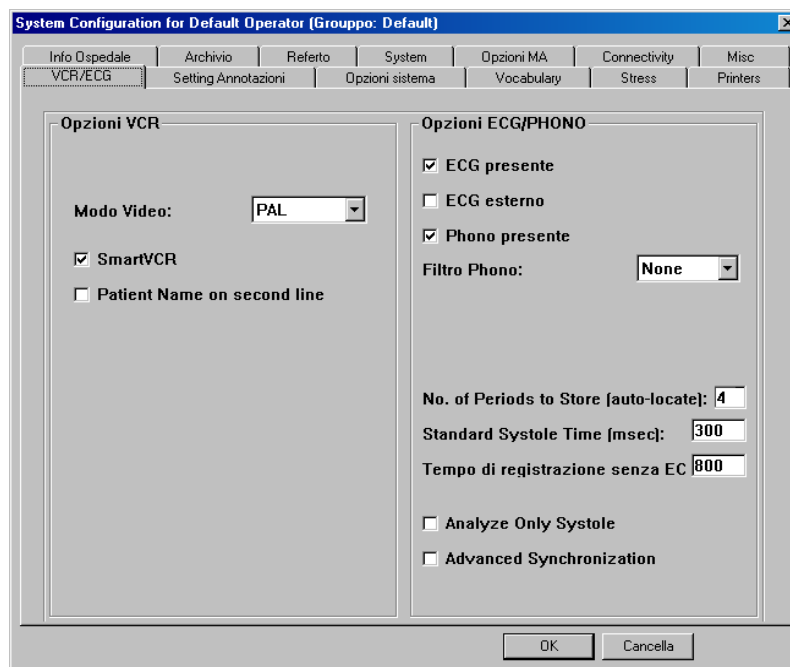 System Configuration for Default Operator (Grouppo: Default)
Info Ospedale Archivio Referto System Opzioni MA Connectivity Misc
VCR/ECG Setting Annotazioni Opzioni sistema Vocabulary Stress Printers
Opzioni VCR
Modo Video: PAL
SmartVCR
Patient Name on second line
Opzioni ECG/PHONO
ECG presente
ECG esterno
Phono presente
Filtro Phono: None
No. of Periods to Store (auto-locate): 4
Standard Systole Time (msec): 300
Tempo di registrazione senza EC 800
Analyze Only Systole
Advanced Synchronization
OK Cancella